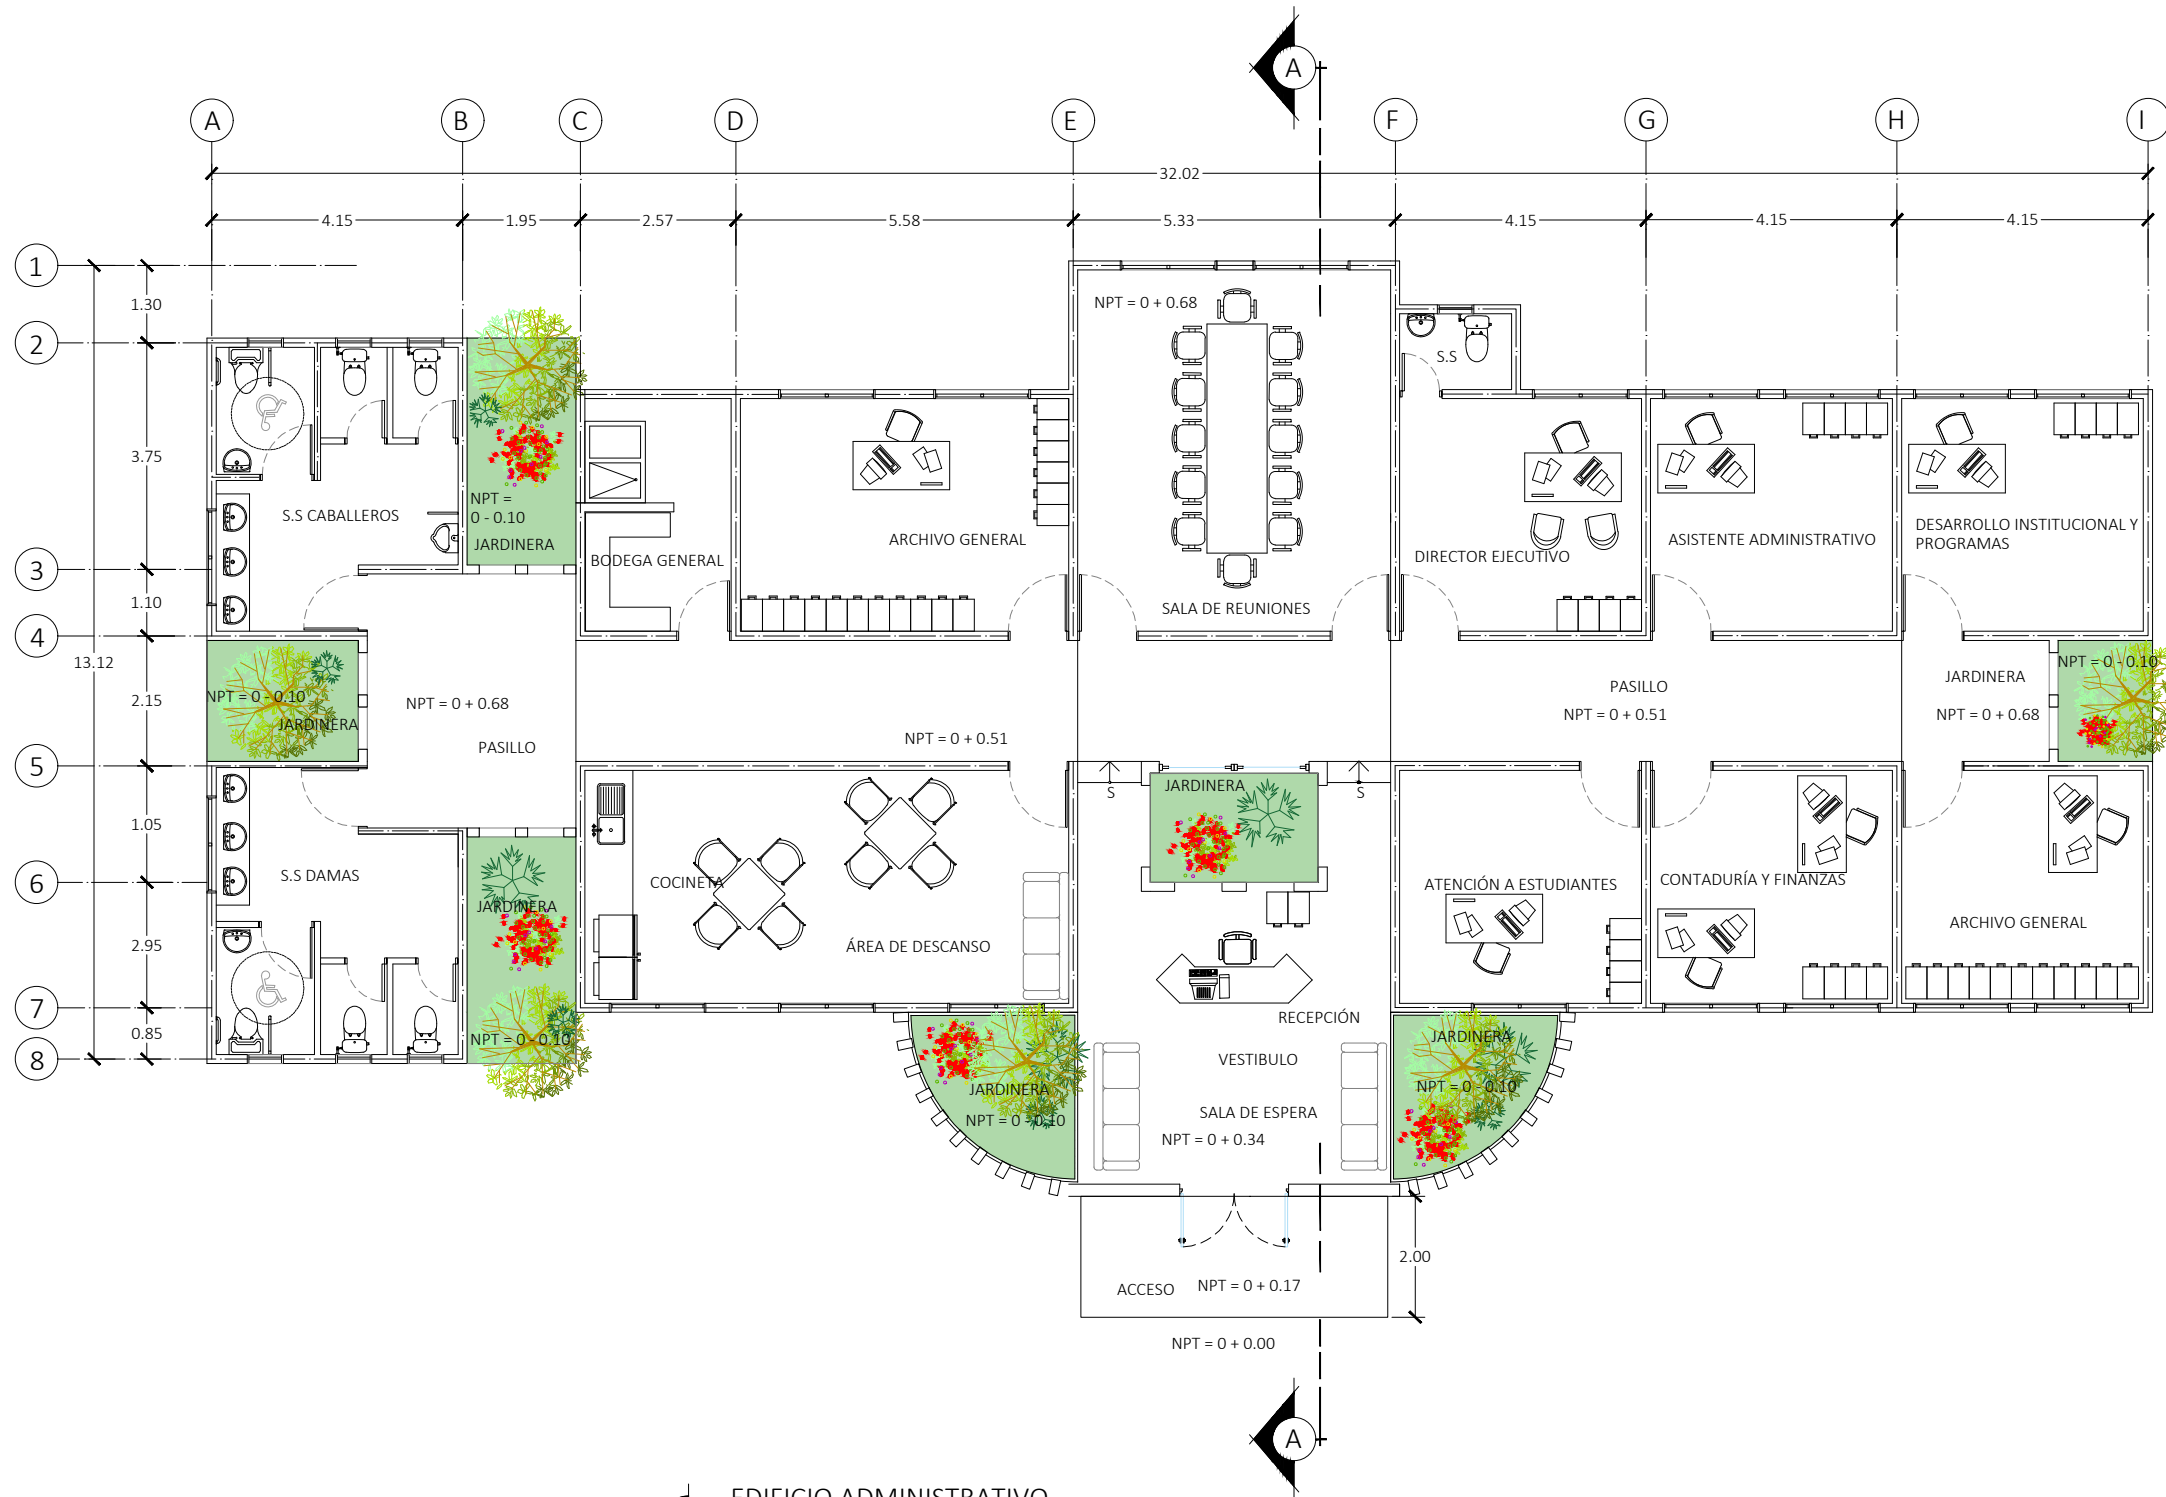 A
A
B
C
D
E
F
G
H
I
32.02
4.15
1.95
2.57
5.58
5.33
4.15
4.15
4.15
1
2
3
4
5
6
7
8
1.30
3.75
1.10
2.15
1.05
2.95
0.85
13.12
NPT = 0 + 0.68
S.S
S.S CABALLEROS
NPT =
0 - 0.10
JARDINERA
BODEGA GENERAL
ARCHIVO GENERAL
SALA DE REUNIONES
DIRECTOR EJECUTIVO
ASISTENTE ADMINISTRATIVO
DESARROLLO INSTITUCIONAL Y
PROGRAMAS
NPT = 0 - 0.10
JARDINERA
NPT = 0 + 0.68
PASILLO
NPT = 0 + 0.51
PASILLO
NPT = 0 + 0.51
JARDINERA
NPT = 0 + 0.68
NPT = 0 - 0.10
S
JARDINERA
S
S.S DAMAS
JARDINERA
NPT = 0 - 0.10
COCINETA
ÁREA DE DESCANSO
ATENCIÓN A ESTUDIANTES
CONTADURÍA Y FINANZAS
ARCHIVO GENERAL
RECEPCIÓN
VESTIBULO
SALA DE ESPERA
NPT = 0 + 0.34
JARDINERA
NPT = 0 - 0.10
JARDINERA
NPT = 0 - 0.10
2.00
ACCESO
NPT = 0 + 0.17
NPT = 0 + 0.00
A
EDIFICIO ADMINISTRATIVO